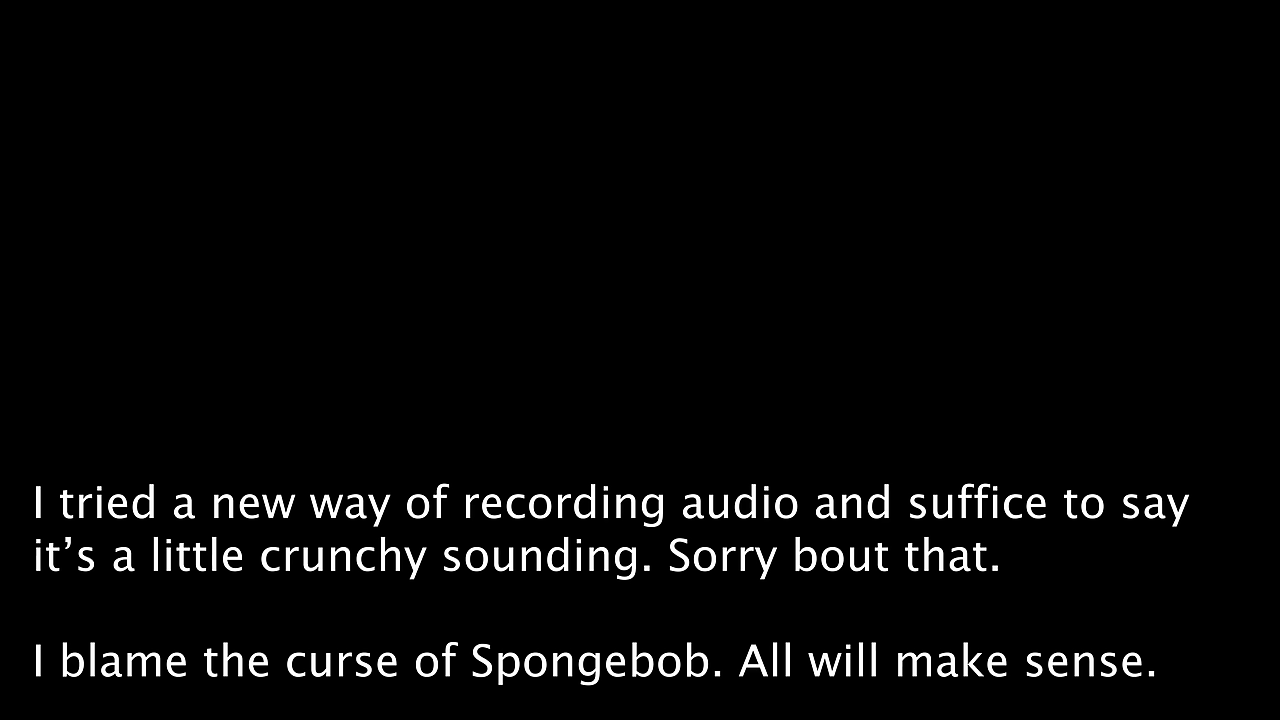 I tried a new way of recording audio and suffice to say
it’s a little crunchy sounding. Sorry bout that.
I blame the curse of Spongebob. All will make sense.